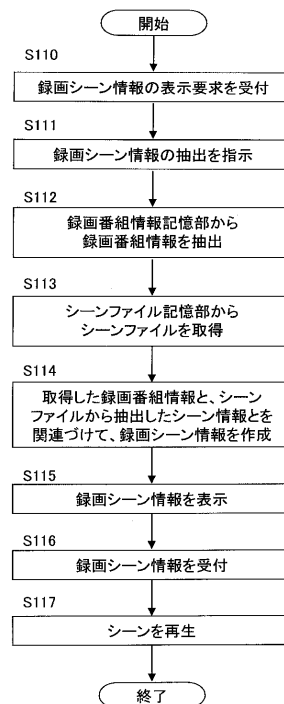 開始
S110
録画シーン情報の表示要求を受付
S111
録画シーン情報の抽出を指示
S112
録画番組情報記憶部から
録画番組情報を抽出
S113
シーンファイル記憶部から
シーンファイルを取得
S114
取得した録画番組情報と、シーン
ファイルから抽出したシーン情報とを
関連づけて、録画シーン情報を作成
S115
録画シーン情報を表示
S116
録画シーン情報を受付
S117
シーンを再生
終了